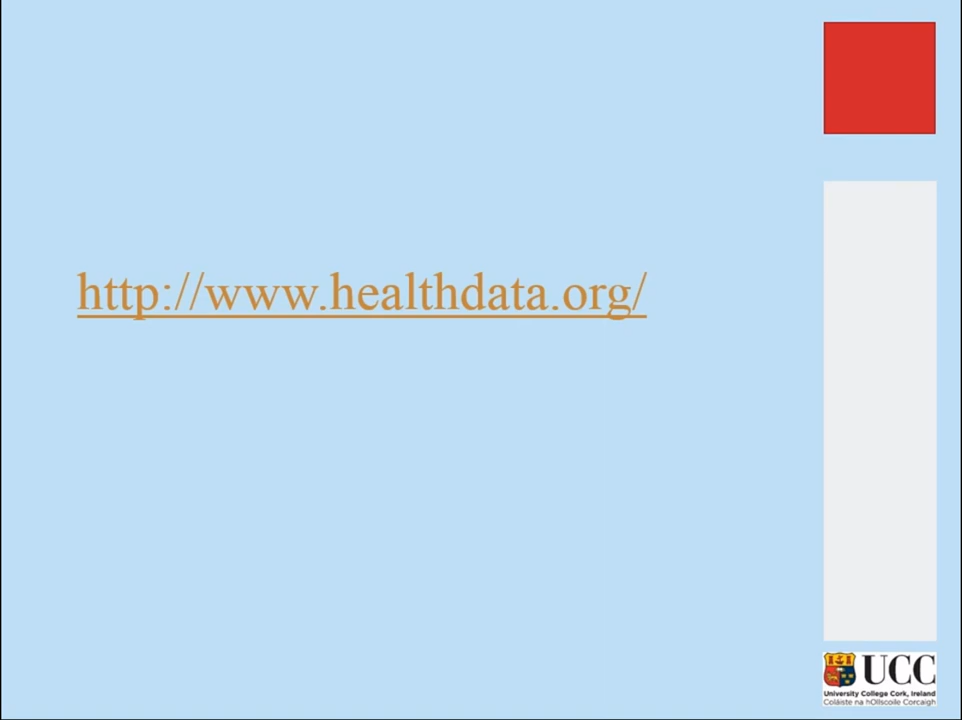 http://www.healthdata.org/
UCC
University College Cork, Ireland
Coláiste na hOllscoile Corcaigh